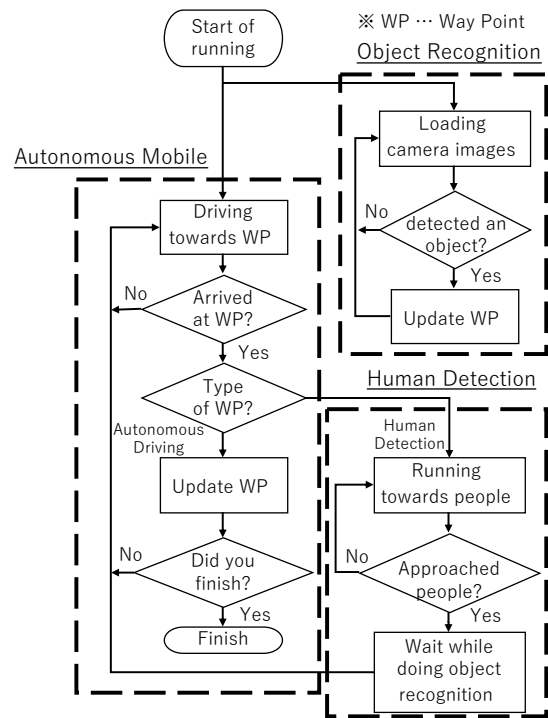 Start of
running
※ WP … Way Point
Object Recognition
Loading
camera images
No
detected an
object?
Yes
Update WP
Autonomous Mobile
Driving
towards WP
No
Arrived
at WP?
Yes
Type
of WP?
Autonomous
Driving
Update WP
No
Did you
finish?
Yes
Finish
Human Detection
Human
Detection
Running
towards people
No
Approached
people?
Yes
Wait while
doing object
recognition